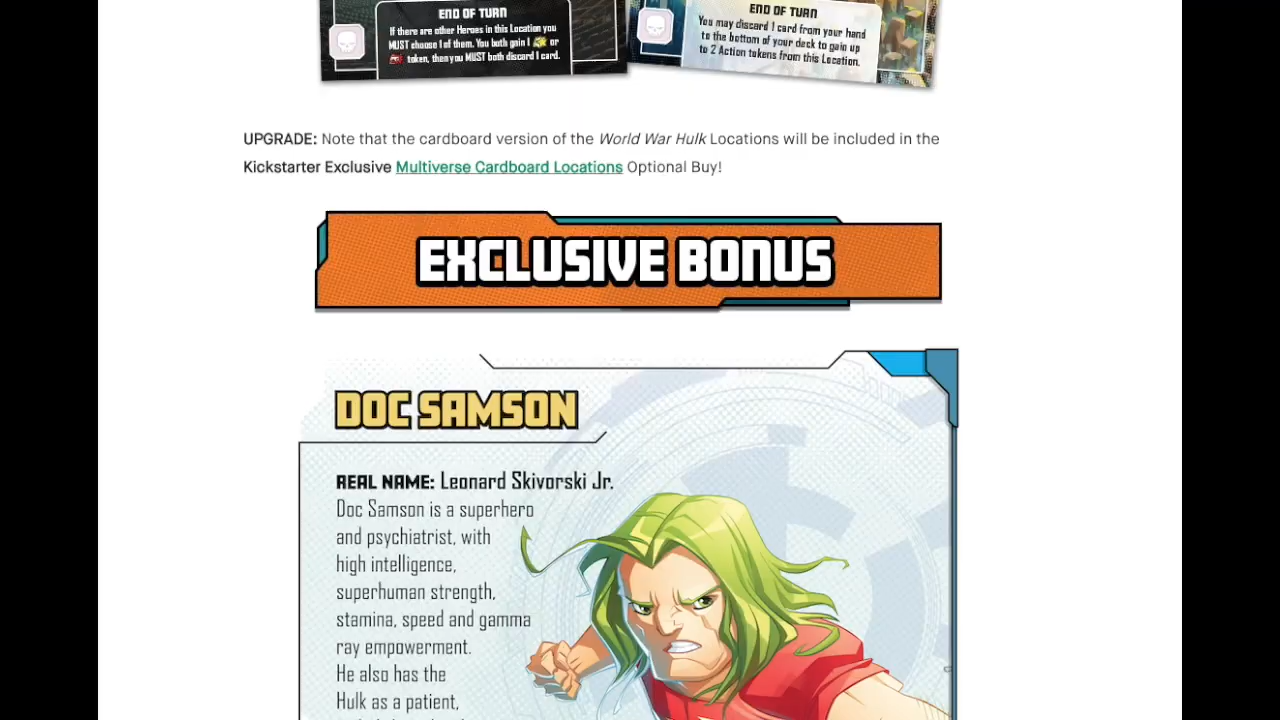 END OF TURN
If there are other Heroes in this Location you
MUST choose 1 of them. You both gain 1 or
token, then you MUST both discard 1 card.
END OF TURN
You may discard 1 card from your hand
to the bottom of your deck to gain up
to 2 Action tokens from this Location.
UPGRADE: Note that the cardboard version of the World War Hulk Locations will be included in the
Kickstarter Exclusive Multiverse Cardboard Locations Optional Buy!
EXCLUSIVE BONUS
DOC SAMSON
REAL NAME: Leonard Skivorski Jr.
Doc Samson is a superhero
and psychiatrist, with
high intelligence,
superhuman strength,
stamina, speed and gamma
ray empowerment.
He also has the
Hulk as a patient,